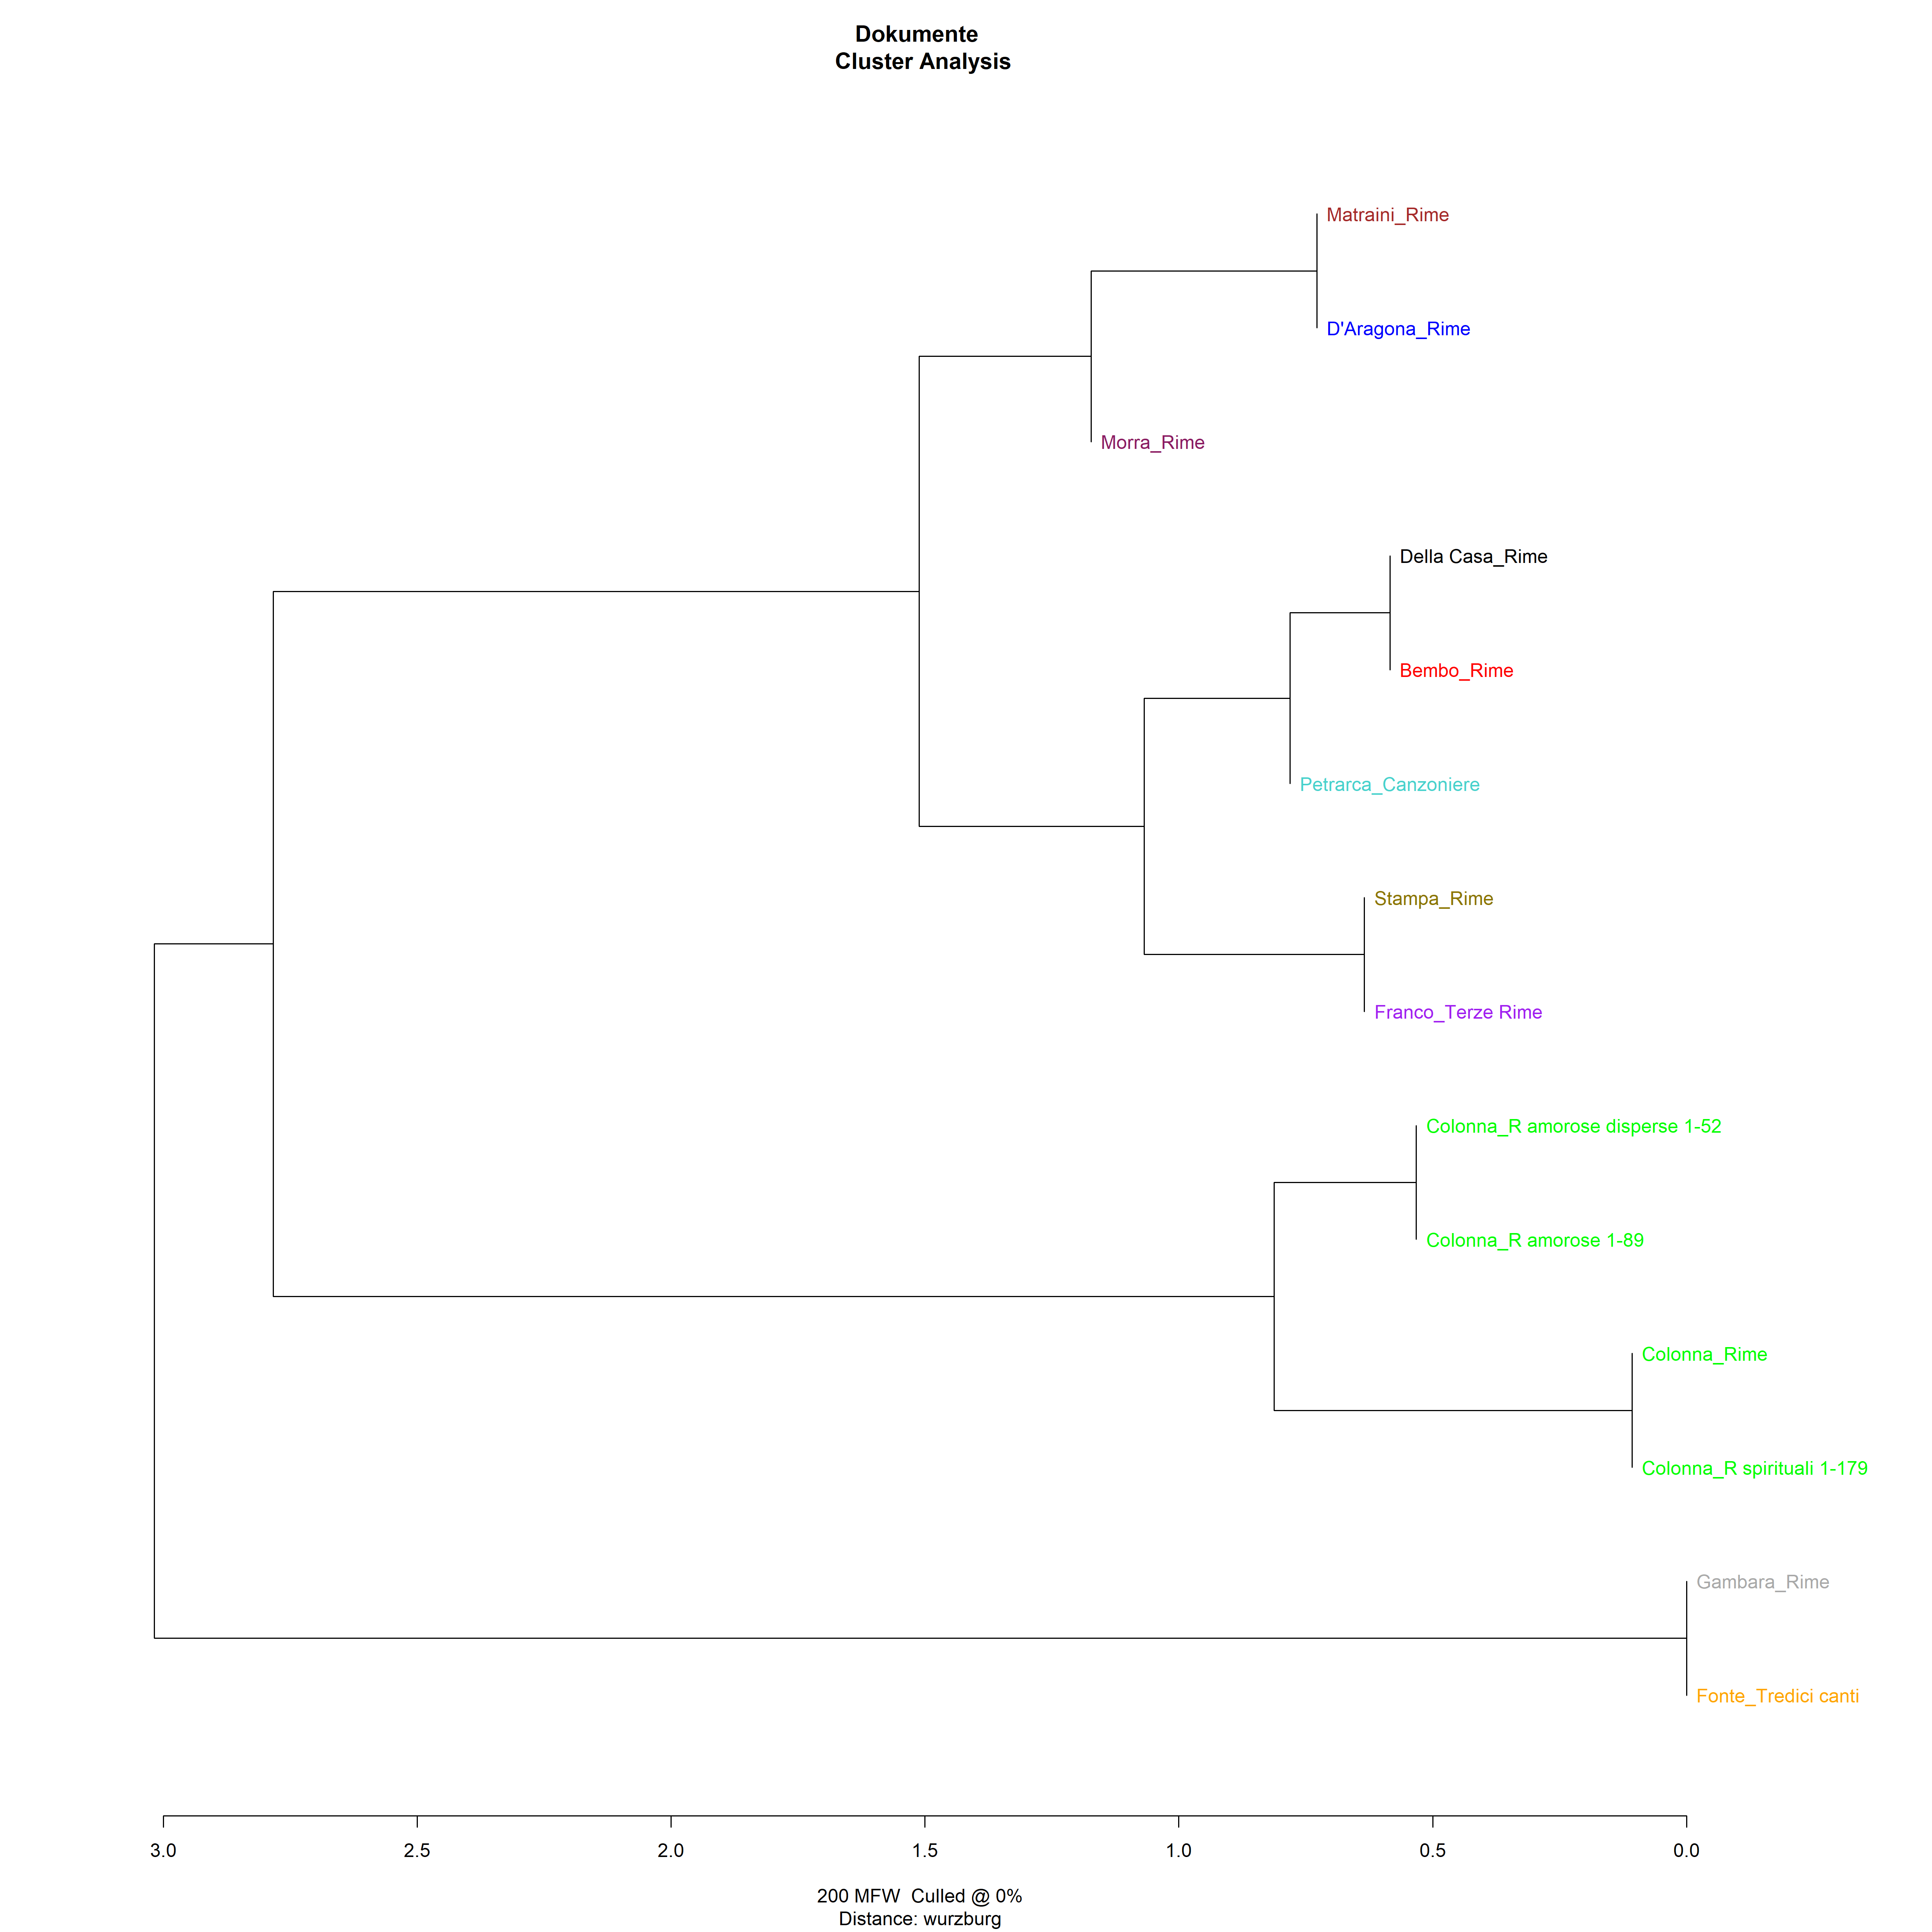 Dokumente
Cluster Analysis
Matraini_Rime
D'Aragona_Rime
Morra_Rime
Della Casa_Rime
Bembo_Rime
Petrarca_Canzoniere
Stampa_Rime
Franco_Terze Rime
Colonna_R amorose disperse 1-52
Colonna_R amorose 1-89
Colonna_Rime
Colonna_R spirituali 1-179
Gambara_Rime
Fonte_Tredici canti
3.0 2.5 2.0 1.5 1.0 0.5 0.0
200 MFW  Culled @ 0%
Distance: wurzburg